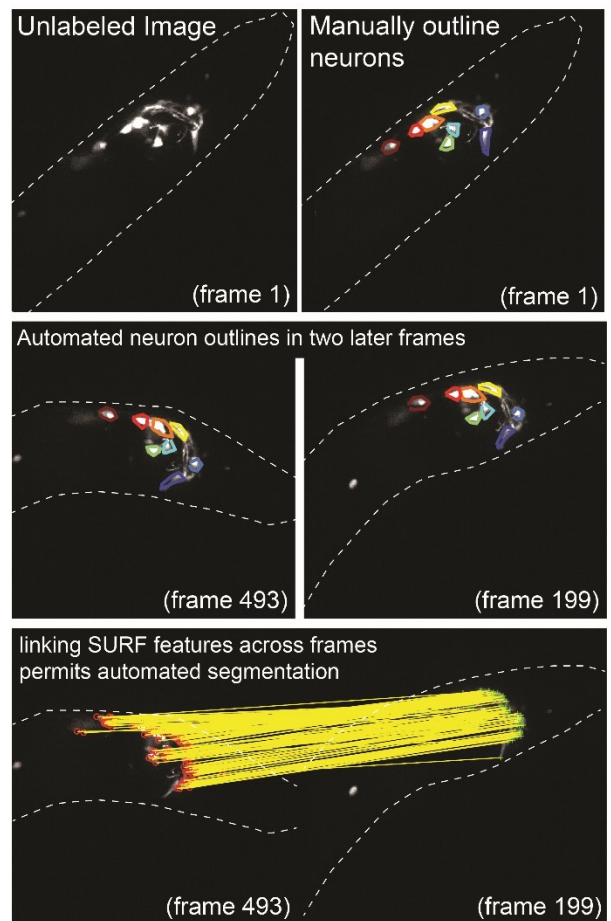 Unlabeled Image
(frame 1)
Manually outline
neurons
(frame 1)
Automated neuron outlines in two later frames
(frame 493)
(frame 199)
linking SURF features across frames
permits automated segmentation
(frame 493)
(frame 199)